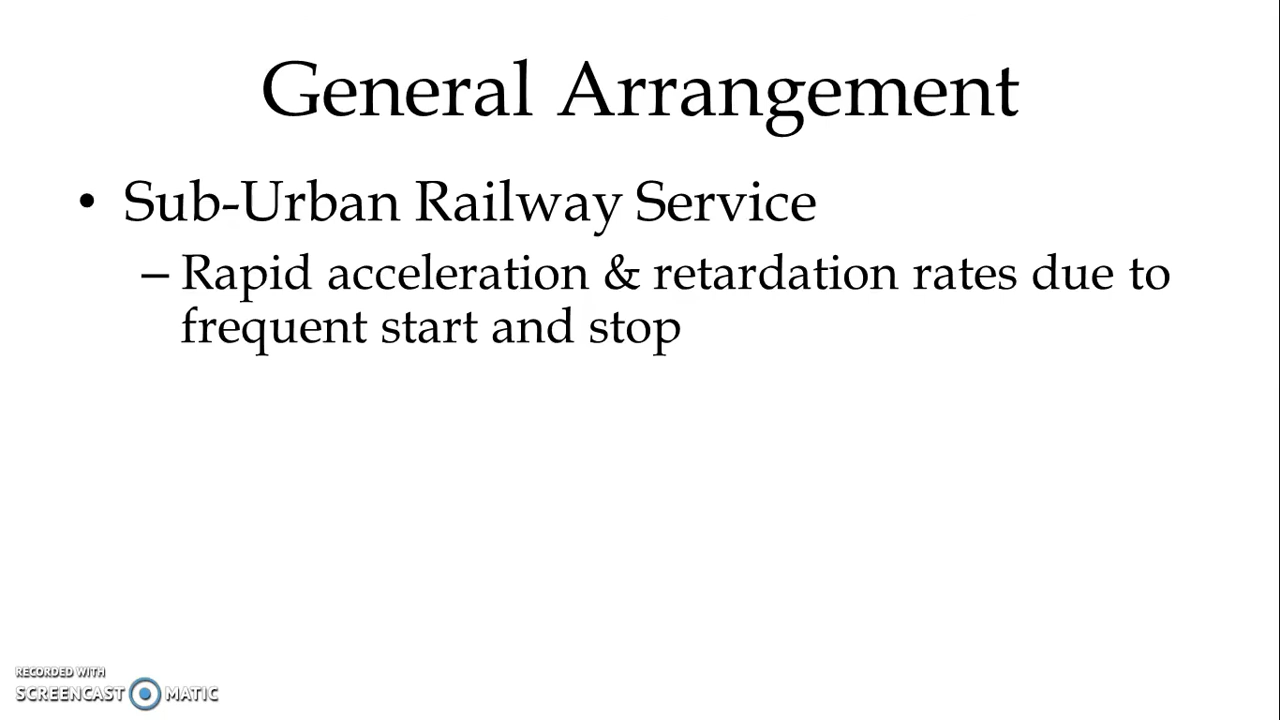 General Arrangement
• Sub-Urban Railway Service
– Rapid acceleration & retardation rates due to
frequent start and stop
RECORDED WITH
SCREENCAST MATIC